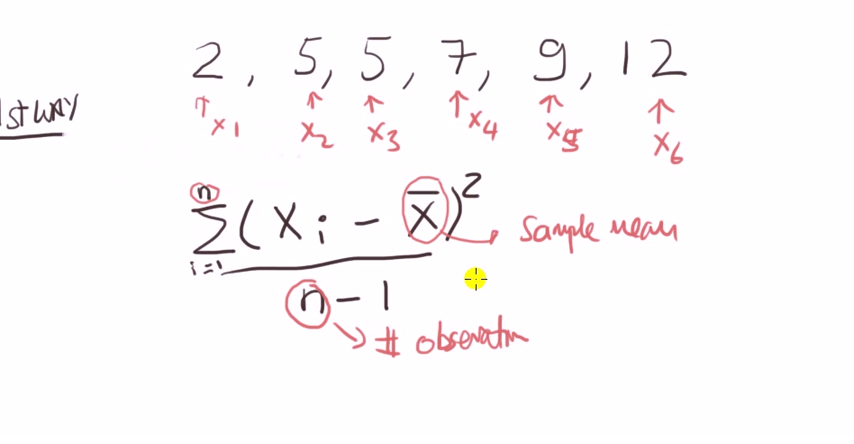 2, 5, 5, 7, 9, 12
1st WAY
↑x1 ↑x2 ↑x3 ↑x4 ↑x5 ↑x6
n
Σ (xi - x̄)²
i=1
sample mean
n - 1
# observation